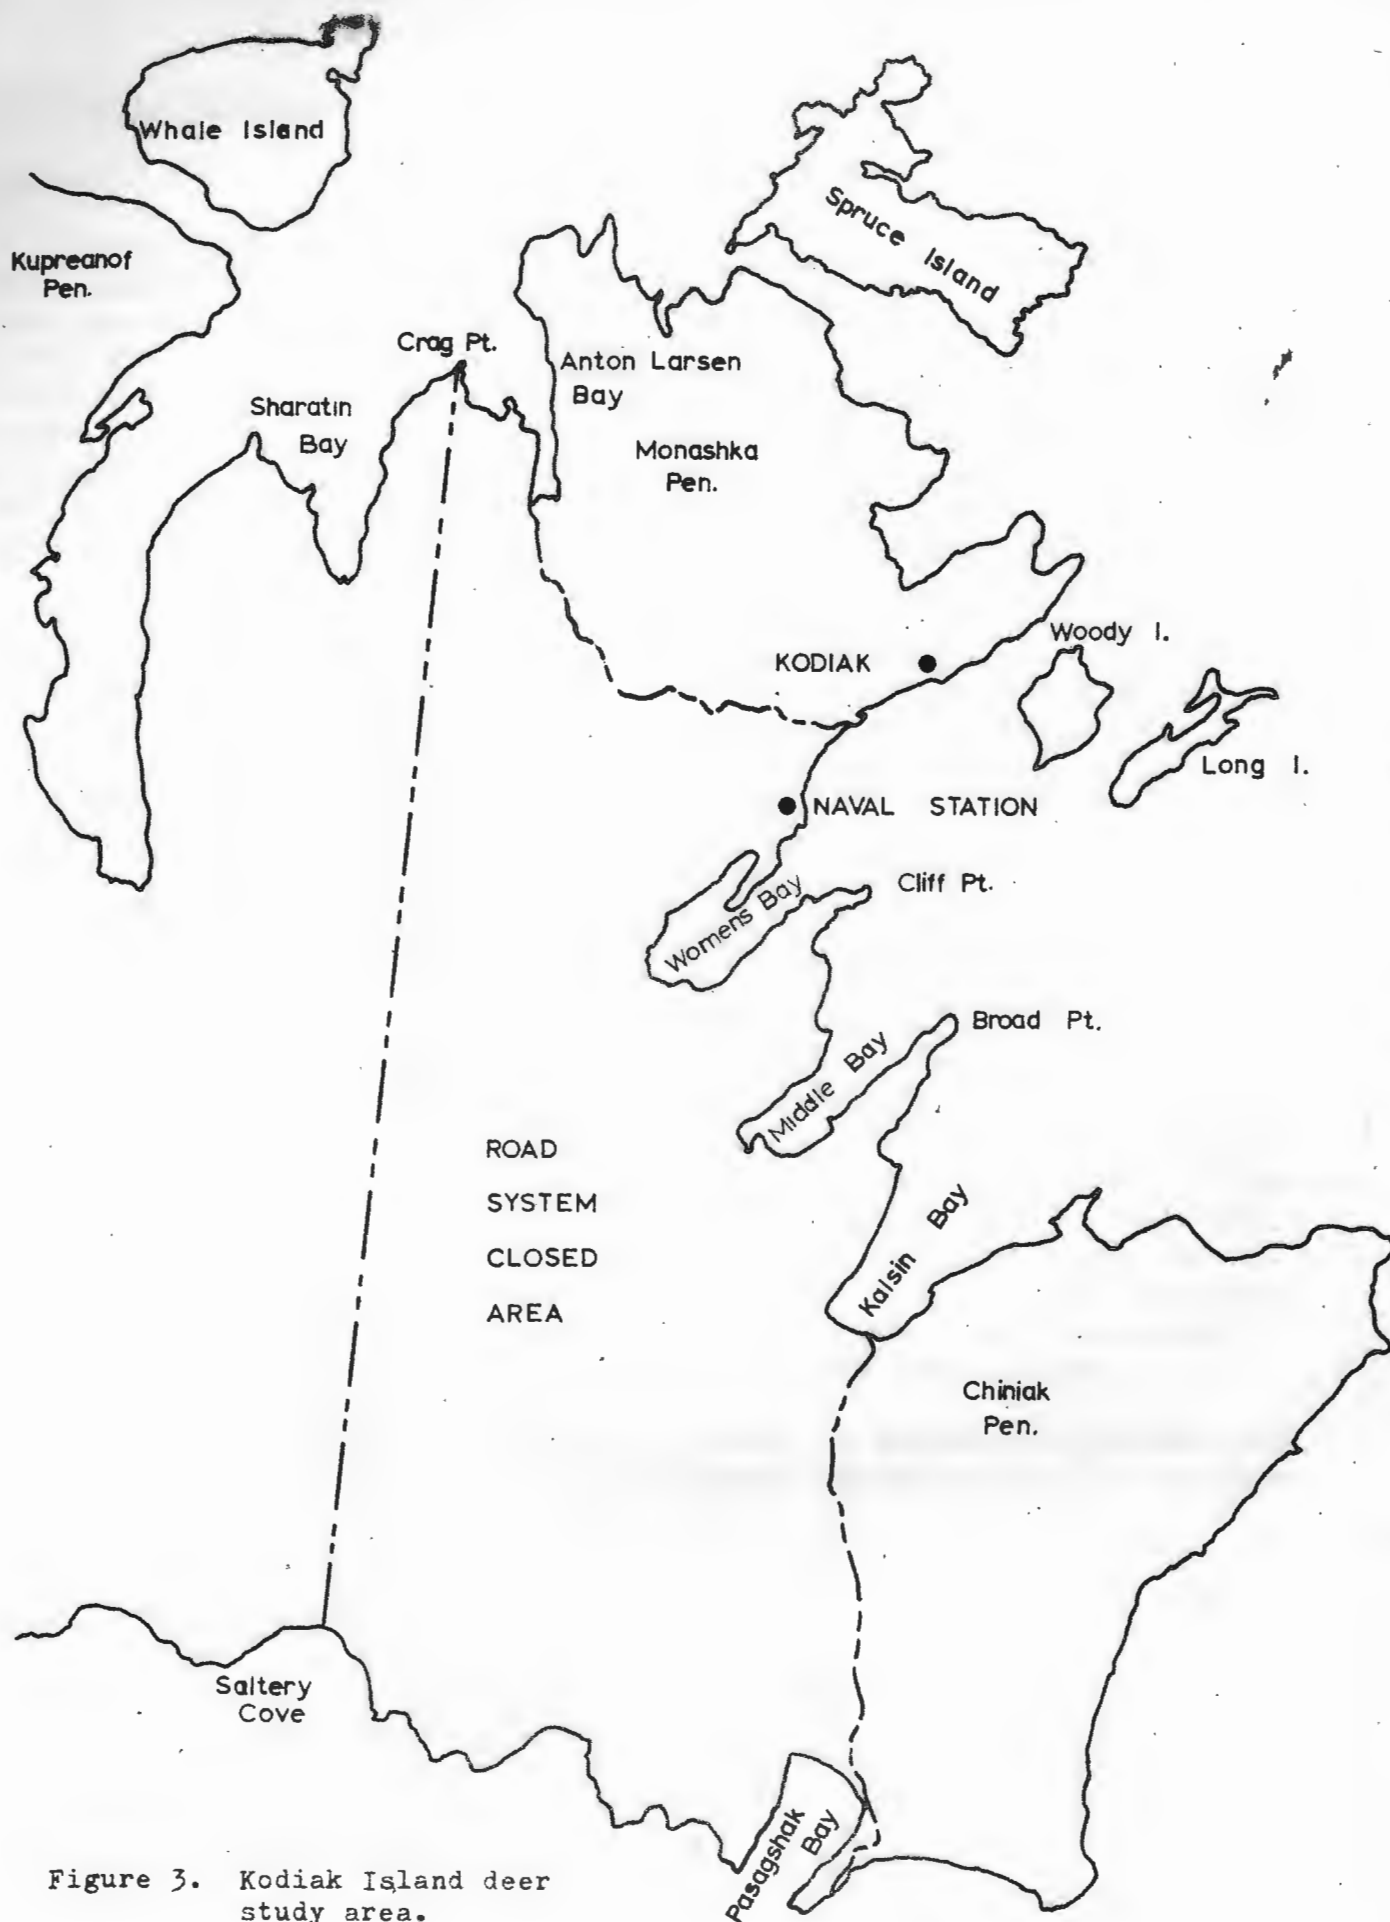 Whale Island
Spruce Island
Kupreanof
Pen.
Crag Pt.
Anton Larsen
Bay
Sharatin
Bay
Monashka
Pen.
Woody I.
KODIAK
Long I.
NAVAL STATION
Cliff Pt.
Womens Bay
Broad Pt.
Middle Bay
ROAD
SYSTEM
CLOSED
AREA
Kalsin Bay
Chiniak
Pen.
Saltery
Cove
Pasagshak
Bay
Figure 3. Kodiak Island deer
study area.